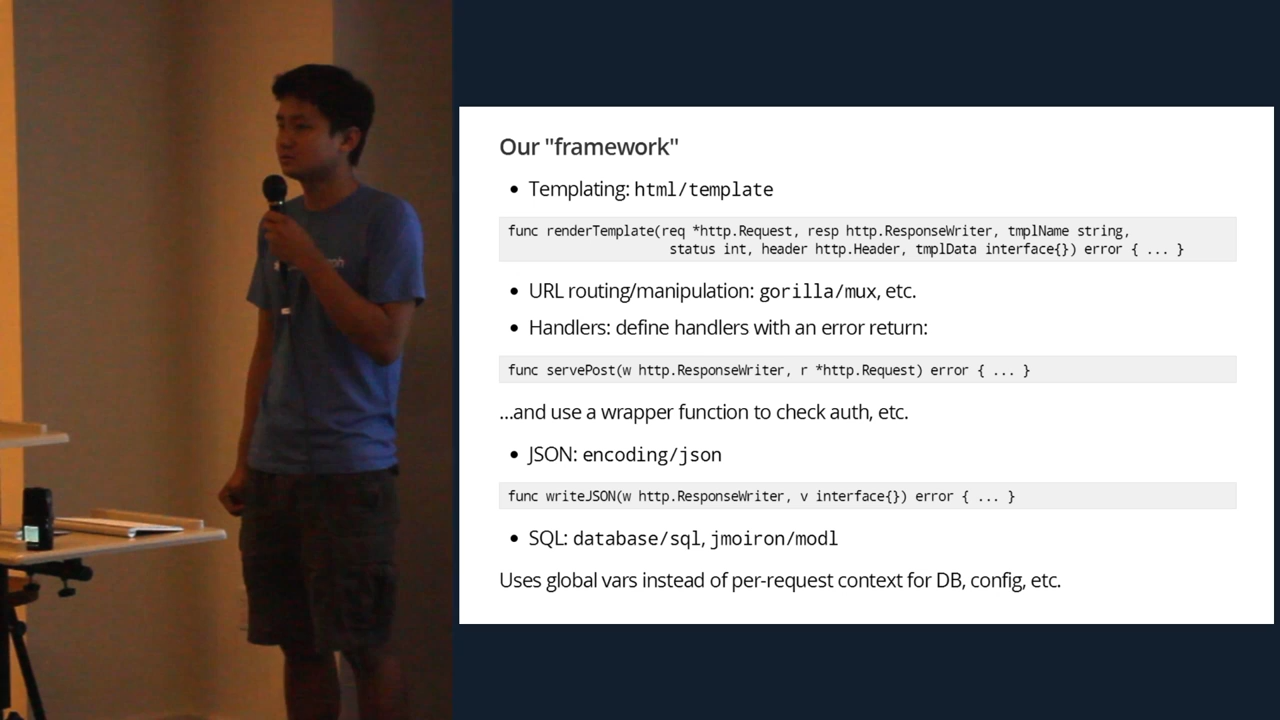 Our "framework"
• Templating: html/template
func renderTemplate(req *http.Request, resp http.ResponseWriter, tmplName string,
status int, header http.Header, tmplData interface{}) error { ... }
• URL routing/manipulation: gorilla/mux, etc.
• Handlers: define handlers with an error return:
func servePost(w http.ResponseWriter, r *http.Request) error { ... }
...and use a wrapper function to check auth, etc.
• JSON: encoding/json
func writeJSON(w http.ResponseWriter, v interface{}) error { ... }
• SQL: database/sql, jmoiron/modl
Uses global vars instead of per-request context for DB, config, etc.